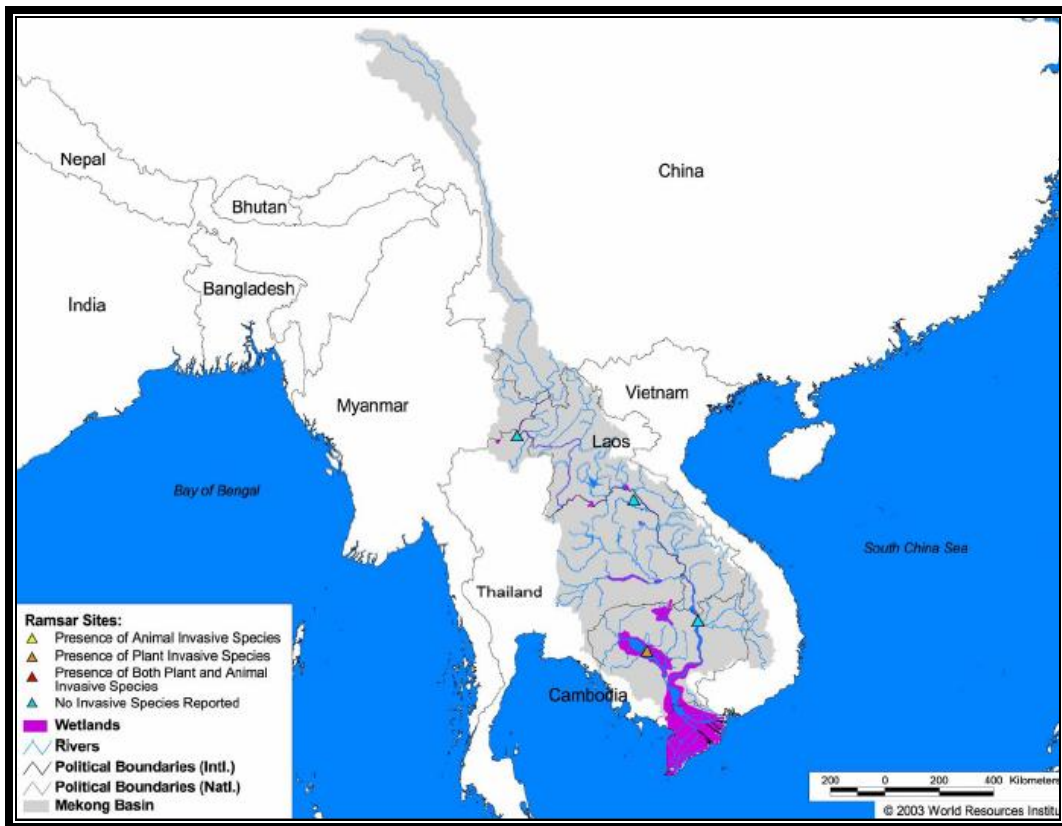 China
Nepal
Bhutan
Bangladesh
India
Myanmar
Vietnam
Laos
Bay of Bengal
South China Sea
Thailand
Cambodia
Ramsar Sites:
Presence of Animal Invasive Species
Presence of Plant Invasive Species
Presence of Both Plant and Animal
Invasive Species
No Invasive Species Reported
Wetlands
Rivers
Political Boundaries (Intl.)
Political Boundaries (Natl.)
Mekong Basin
200 0 200 400 Kilometers
© 2003 World Resources Institu